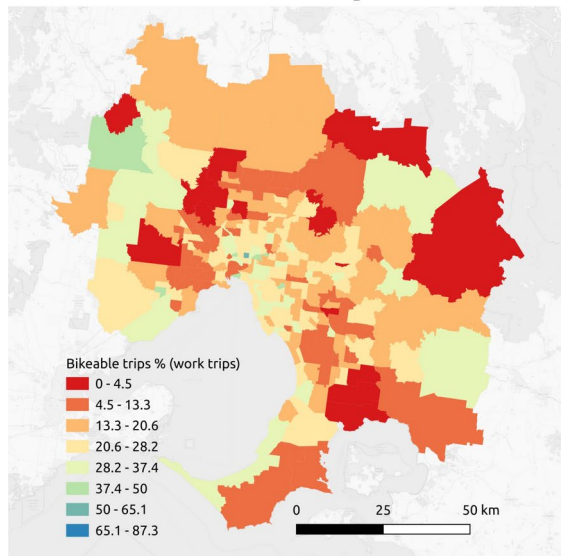 Bikeable trips % (work trips)
0 - 4.5
4.5 - 13.3
13.3 - 20.6
20.6 - 28.2
28.2 - 37.4
37.4 - 50
50 - 65.1
65.1 - 87.3
0 25 50 km